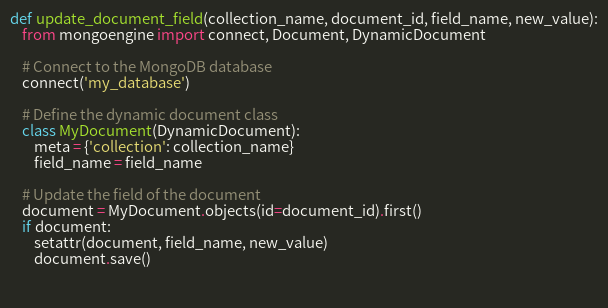 def update_document_field(collection_name, document_id, field_name, new_value):
from mongoengine import connect, Document, DynamicDocument
# Connect to the MongoDB database
connect('my_database')
# Define the dynamic document class
class MyDocument(DynamicDocument):
meta = {'collection': collection_name}
field_name = field_name
# Update the field of the document
document = MyDocument.objects(id=document_id).first()
if document:
setattr(document, field_name, new_value)
document.save()